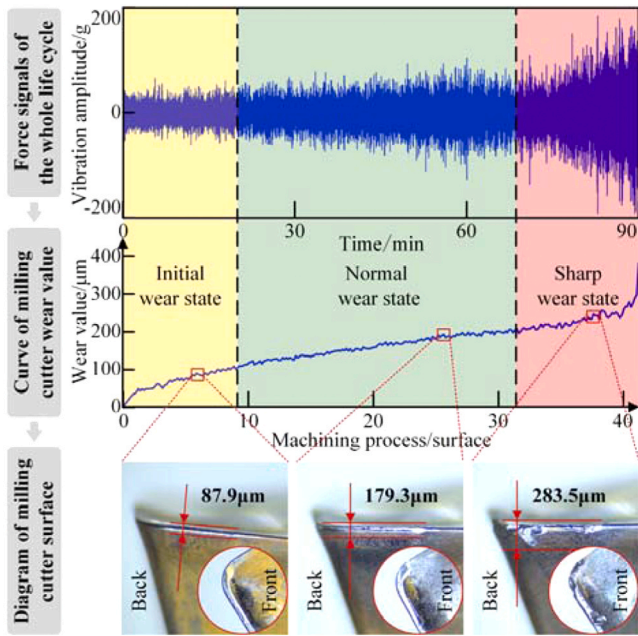 Force signals of
the whole life cycle
Vibration amplitude/g
200
0
-200
0
30
60
90
Time/min
Curve of milling
cutter wear value
Wear value/μm
400
300
200
100
0
Initial
wear state
Normal
wear state
Sharp
wear state
10
20
30
40
Machining process/surface
Diagram of milling
cutter surface
87.9μm
Back
Front
179.3μm
Back
Front
283.5μm
Back
Front